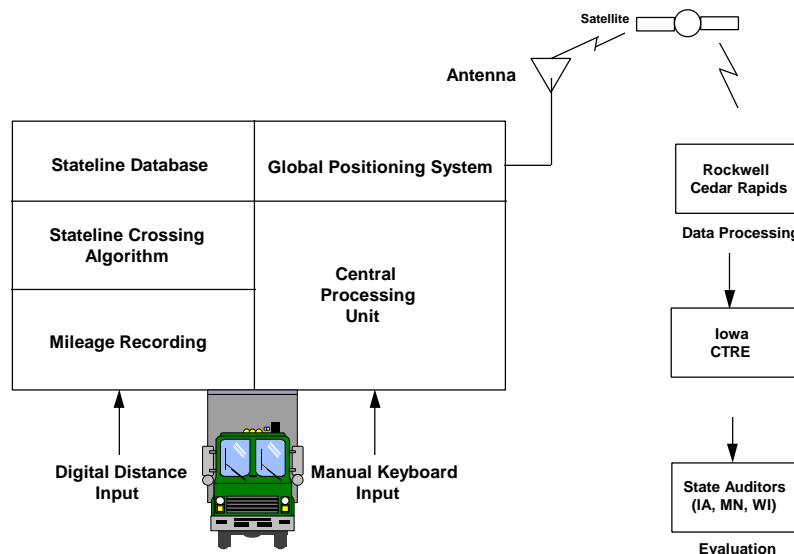 Satellite
Antenna
Stateline Database
Global Positioning System
Stateline Crossing
Algorithm
Central
Processing
Unit
Mileage Recording
Digital Distance
Input
Manual Keyboard
Input
Rockwell
Cedar Rapids
Data Processing
Iowa
CTRE
State Auditors
(IA, MN, WI)
Evaluation